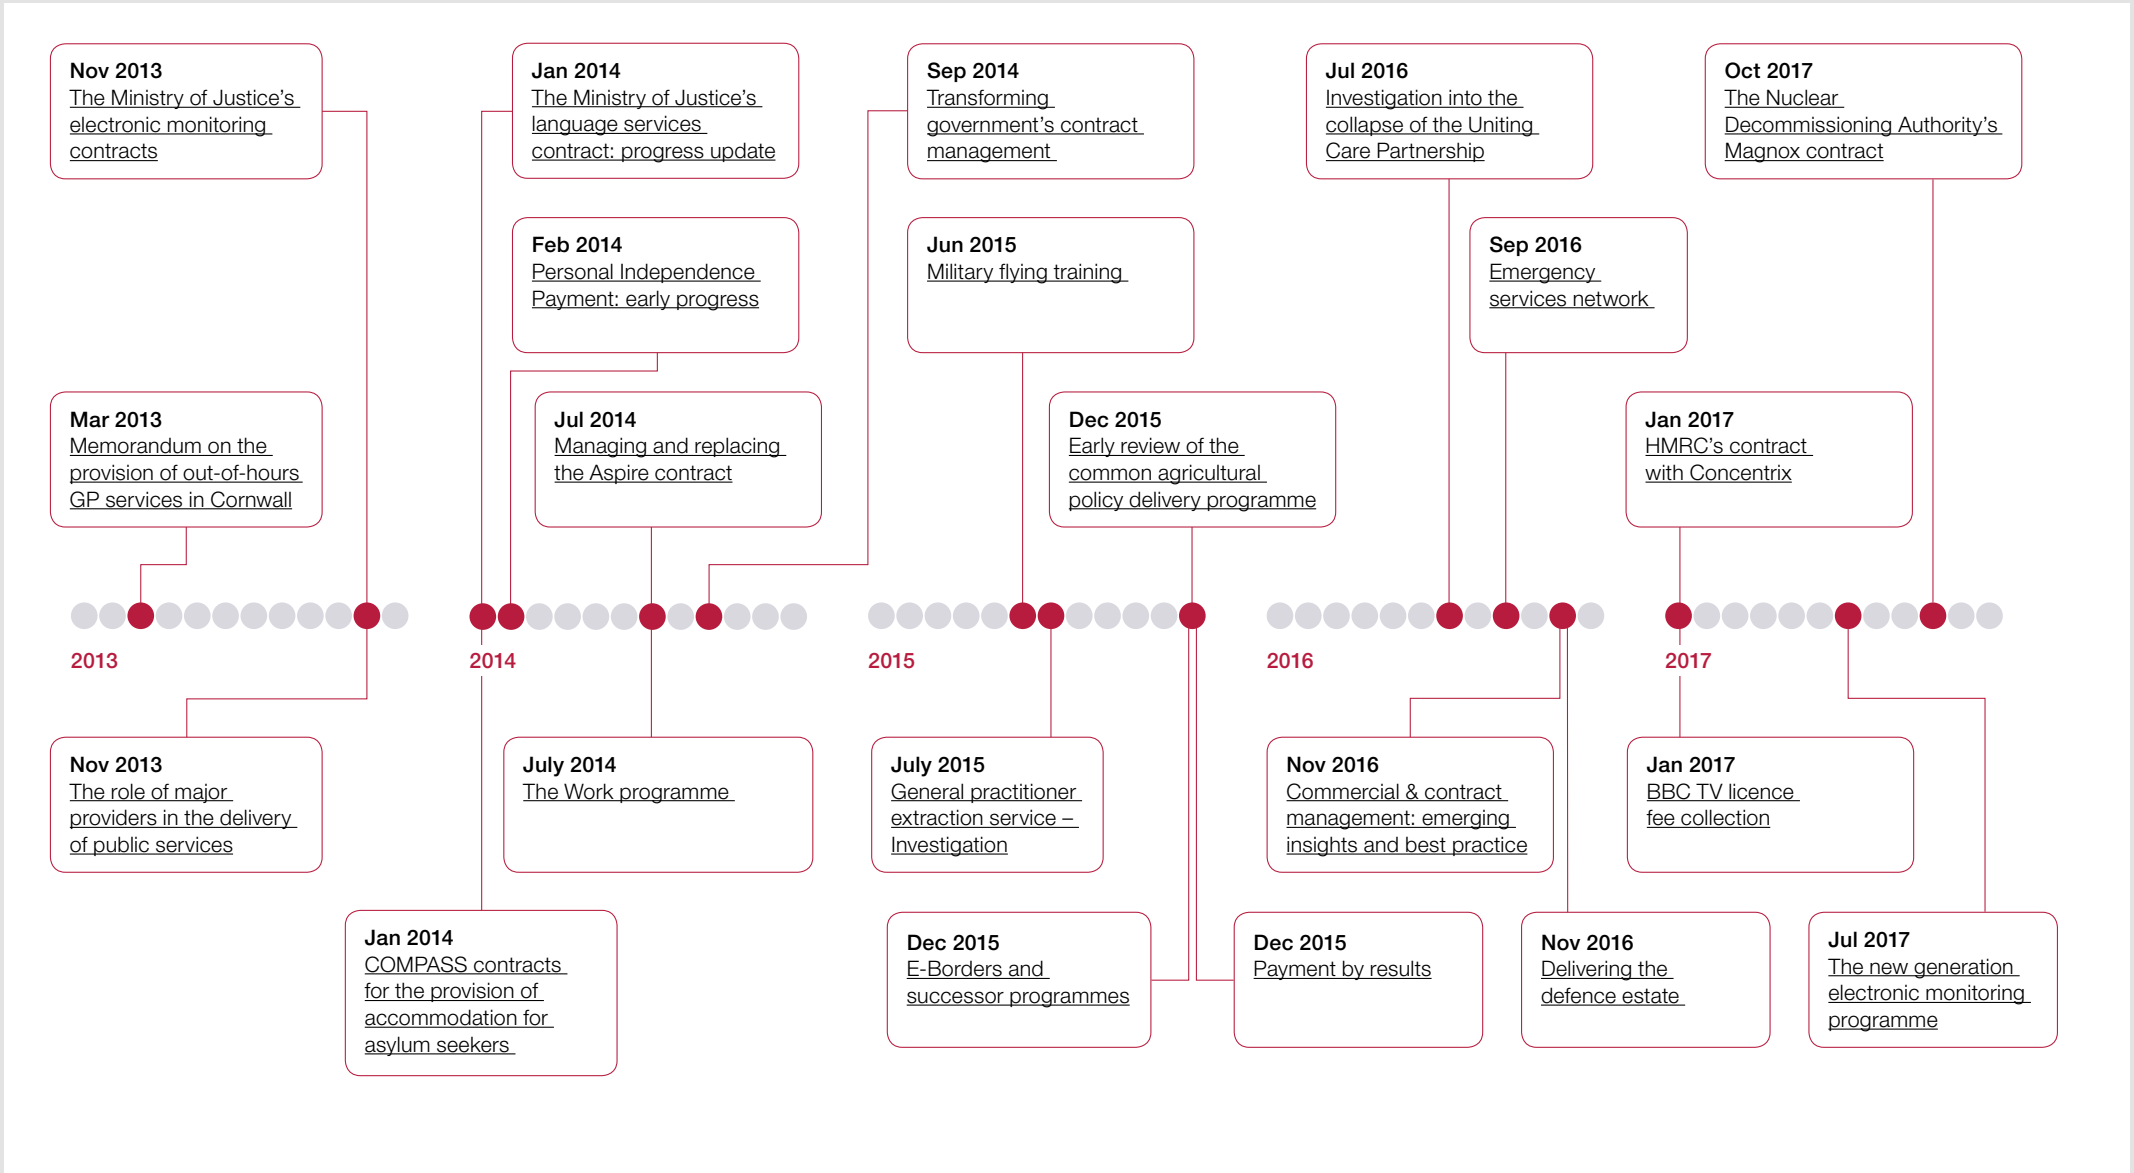 Nov 2013
The Ministry of Justice's
electronic monitoring
contracts
Jan 2014
The Ministry of Justice's
language services
contract: progress update
Sep 2014
Transforming
government's contract
management
Jul 2016
Investigation into the
collapse of the Uniting
Care Partnership
Oct 2017
The Nuclear
Decommissioning Authority's
Magnox contract
Feb 2014
Personal Independence
Payment: early progress
Jun 2015
Military flying training
Sep 2016
Emergency
services network
Mar 2013
Memorandum on the
provision of out-of-hours
GP services in Cornwall
Jul 2014
Managing and replacing
the Aspire contract
Dec 2015
Early review of the
common agricultural
policy delivery programme
Jan 2017
HMRC's contract
with Concentrix
2013
2014
2015
2016
2017
Nov 2013
The role of major
providers in the delivery
of public services
July 2014
The Work programme
July 2015
General practitioner
extraction service –
Investigation
Nov 2016
Commercial & contract
management: emerging
insights and best practice
Jan 2017
BBC TV licence
fee collection
Jan 2014
COMPASS contracts
for the provision of
accommodation for
asylum seekers
Dec 2015
E-Borders and
successor programmes
Dec 2015
Payment by results
Nov 2016
Delivering the
defence estate
Jul 2017
The new generation
electronic monitoring
programme